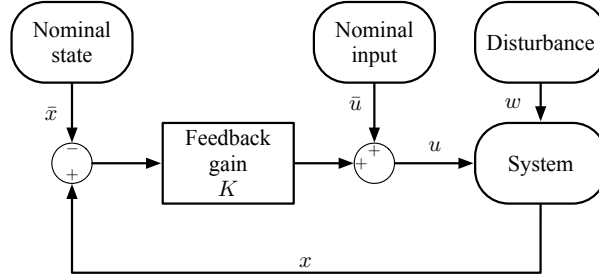 Nominal
state
Nominal
input
Disturbance
x̄
ū
w
−
+
Feedback
gain
K
+
+
u
System
x